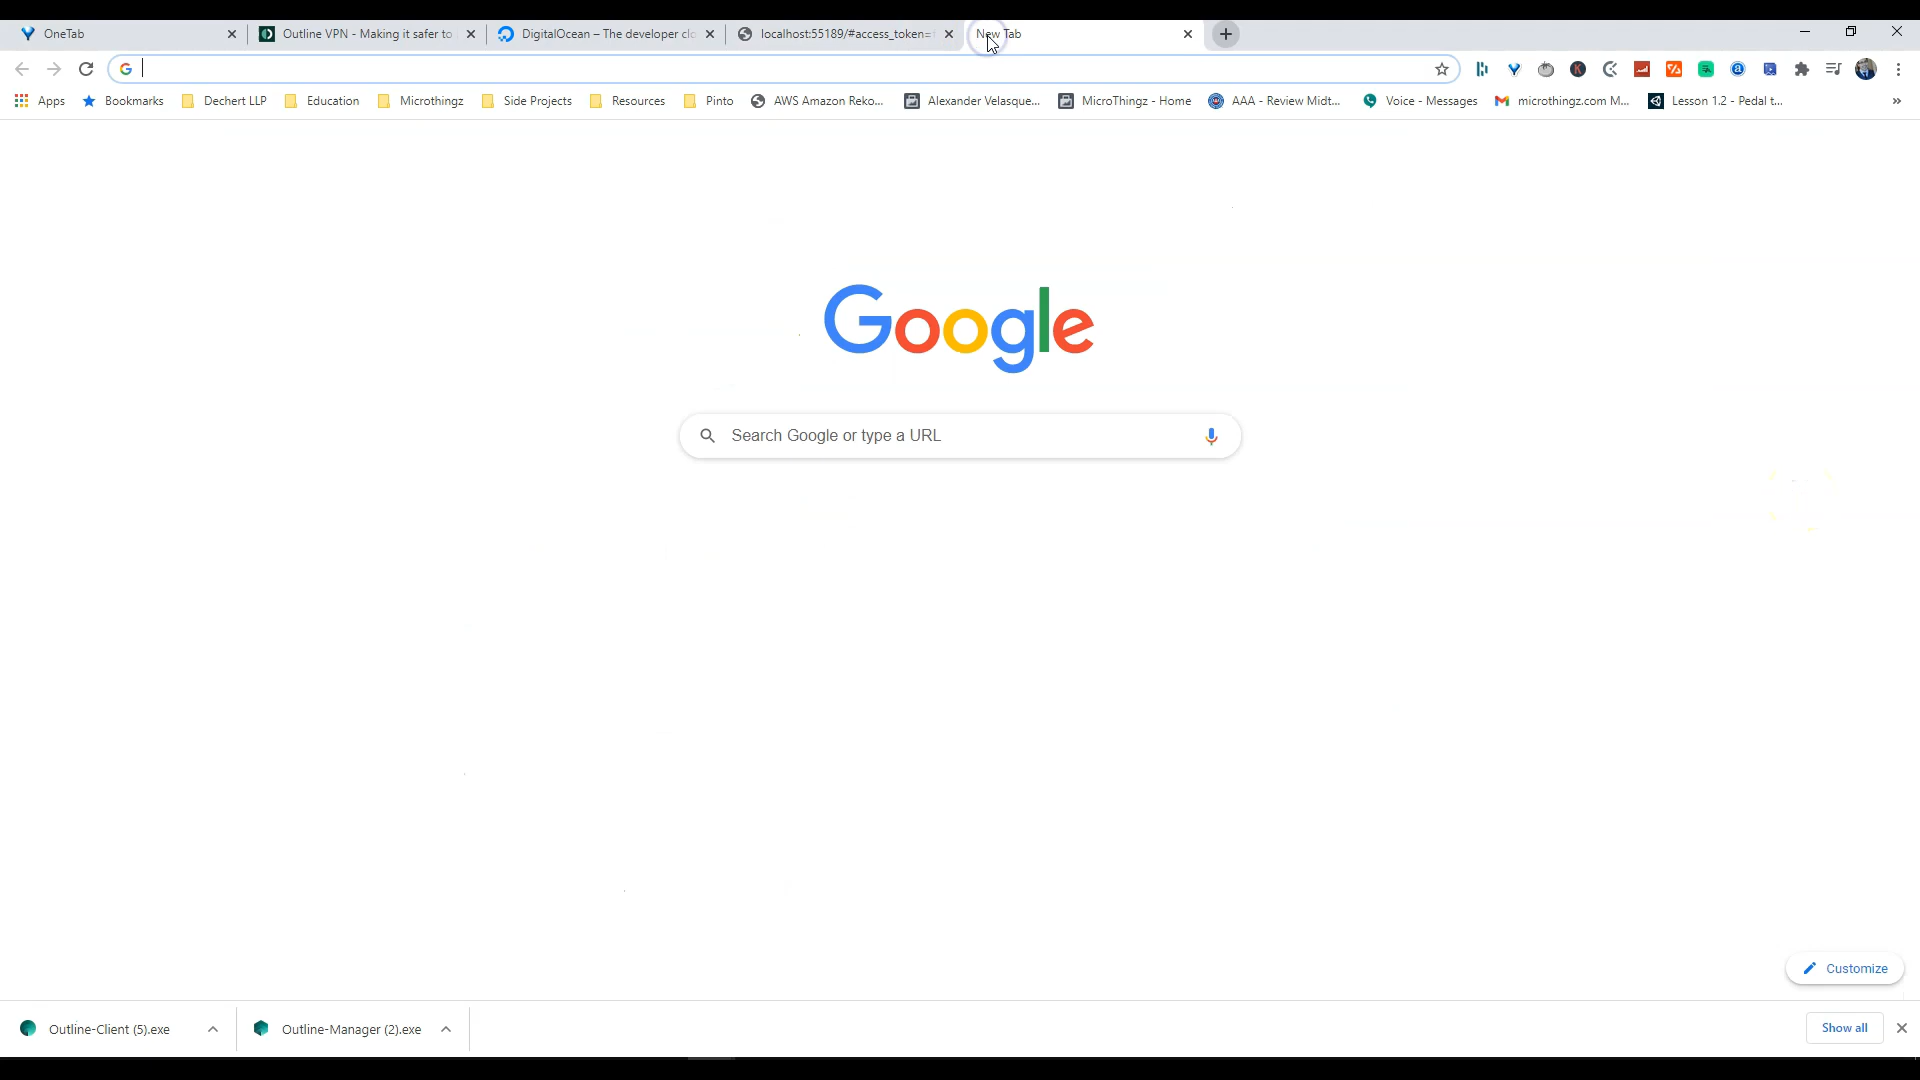 OneTab
Outline VPN - Making it safer to
DigitalOcean – The developer clo
localhost:55189/#access_token=
New Tab
Apps
Bookmarks
Dechert LLP
Education
Microthingz
Side Projects
Resources
Pinto
AWS Amazon Reko...
Alexander Velasque...
MicroThingz - Home
AAA - Review Midt...
Voice - Messages
microthingz.com M...
Lesson 1.2 - Pedal t...
Google
Search Google or type a URL
Customize
Outline-Client (5).exe
Outline-Manager (2).exe
Show all